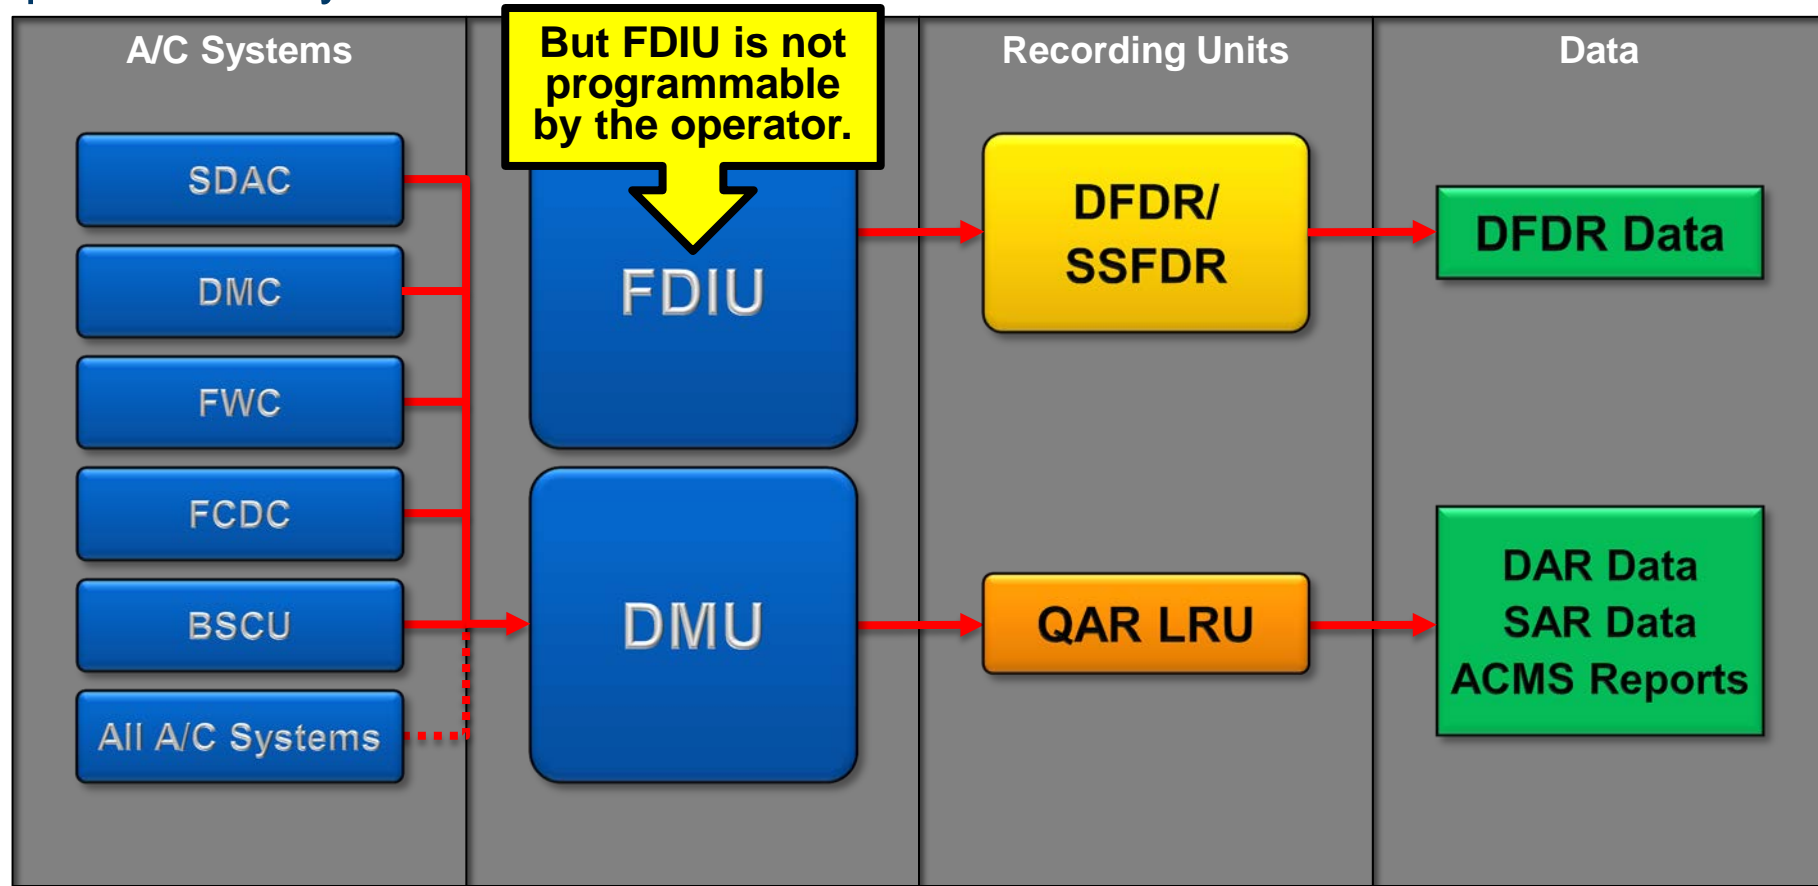 A/C Systems
But FDIU is not
programmable
by the operator.
Recording Units
Data
SDAC
DMC
FWC
FCDC
BSCU
All A/C Systems
FDIU
DMU
DFDR/
SSFDR
QAR LRU
DFDR Data
DAR Data
SAR Data
ACMS Reports